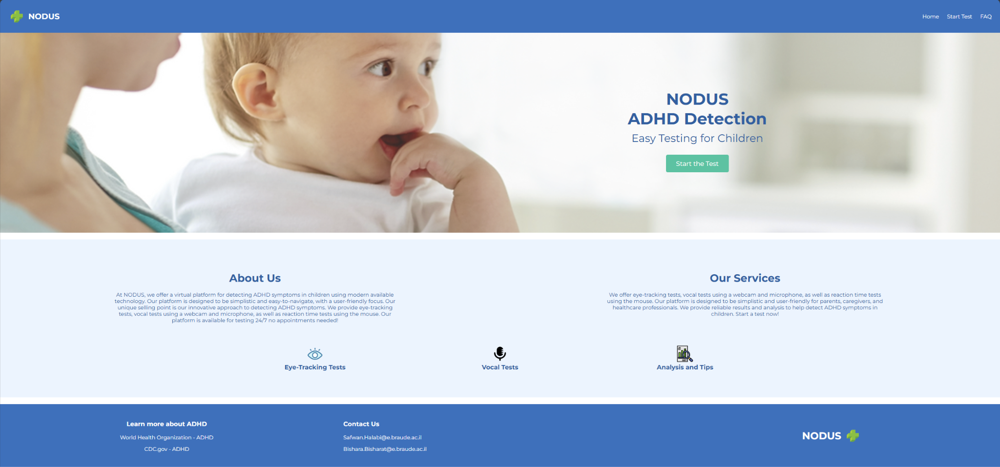 NODUS
Home Start Test FAQ
NODUS
ADHD Detection
Easy Testing for Children
Start the Test
About Us
At NODUS, we offer a virtual platform for detecting ADHD symptoms in children using modern available
technology. Our platform is designed to be simplistic and easy-to-navigate, with a user-friendly focus. Our
unique selling point is our innovative approach to detecting ADHD symptoms. We provide eye-tracking
tests, vocal tests using a webcam and microphone, as well as reaction time tests using the mouse. Our
platform is available for testing 24/7 no appointments needed!
Our Services
We offer eye-tracking tests, vocal tests using a webcam and microphone, as well as reaction time tests
using the mouse. Our platform is designed to be simplistic and user-friendly for parents, caregivers, and
healthcare professionals. We provide reliable results and analysis to help detect ADHD symptoms in
children. Start a test now!
Eye-Tracking Tests
Vocal Tests
Analysis and Tips
Learn more about ADHD
World Health Organization - ADHD
CDC.gov - ADHD
Contact Us
Safwan.Halabi@e.braude.ac.il
Bishara.Bisharat@e.braude.ac.il
NODUS